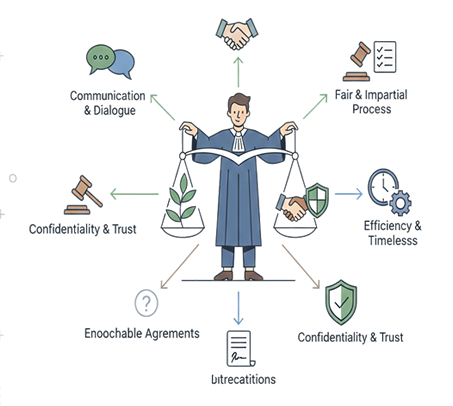 Communication
& Dialogue
Fair & Impartial
Process
Confidentiality & Trust
Efficiency &
Timelesss
Enoochable Agrements
Confidentiality & Trust
bitrecatitions